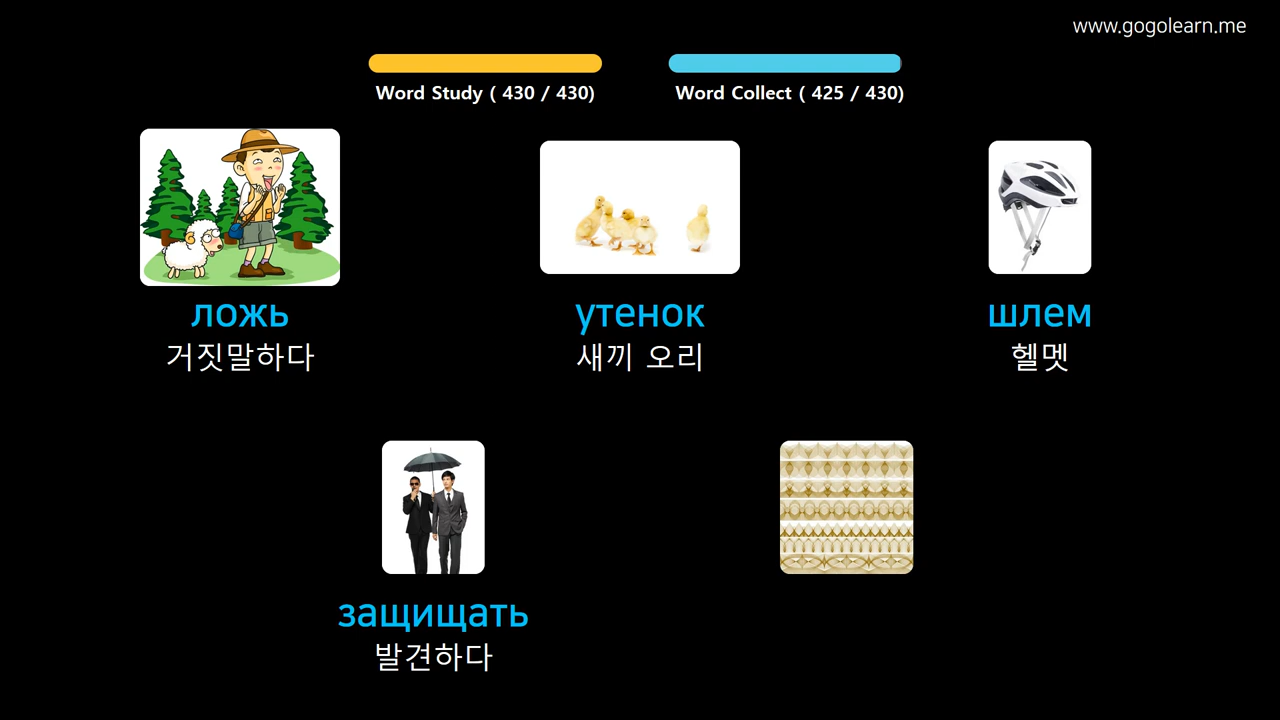 www.gogolearn.me
Word Study ( 430 / 430)
Word Collect ( 425 / 430)
ложь
거짓말하다
утенок
새끼 오리
шлем
헬멧
защищать
발견하다